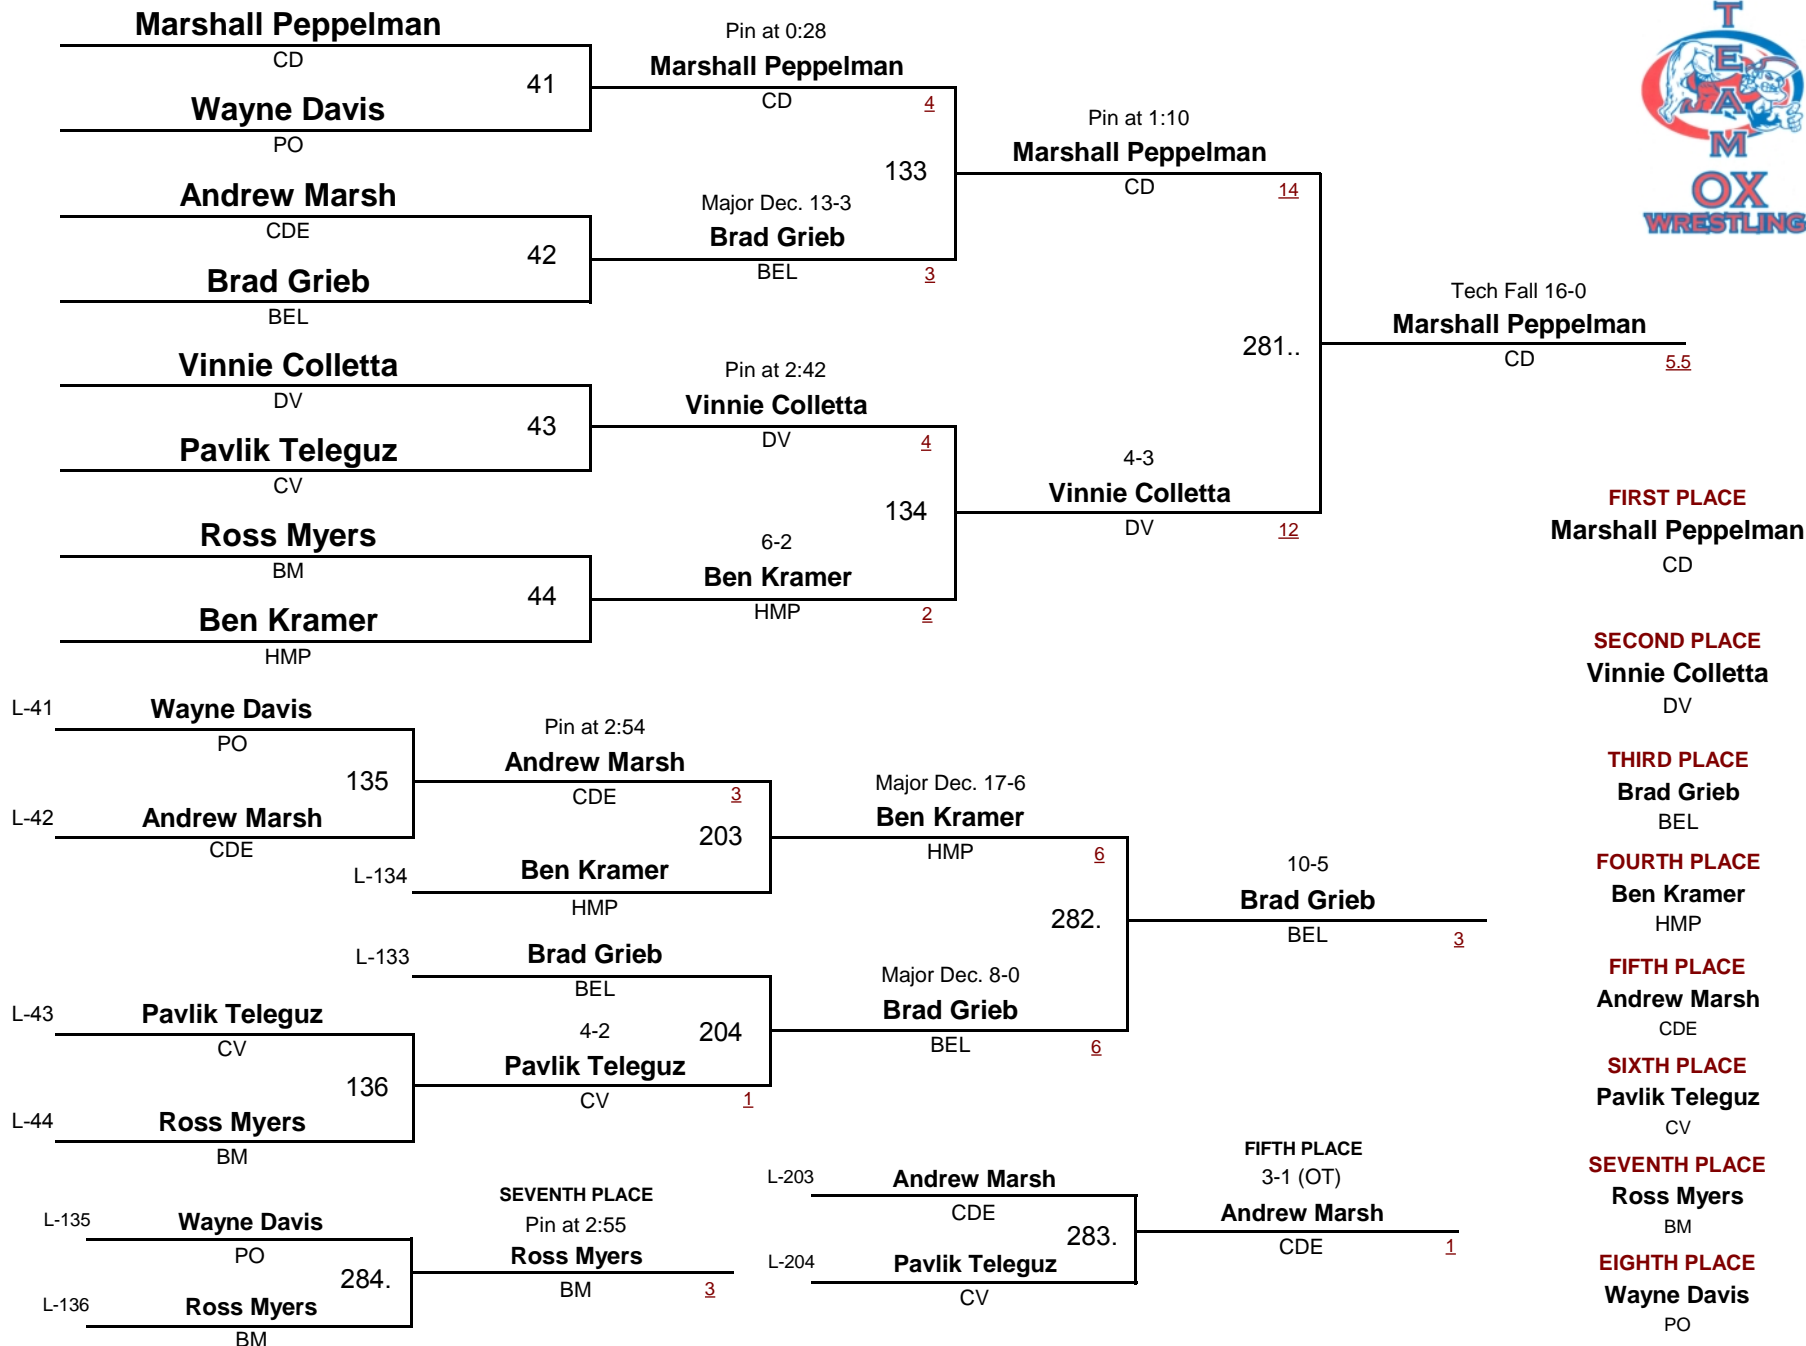 Marshall Peppelman
CD
41
Wayne Davis
PO
Andrew Marsh
CDE
42
Brad Grieb
BEL
Vinnie Colletta
DV
43
Pavlik Teleguz
CV
Ross Myers
BM
44
Ben Kramer
HMP
Pin at 0:28
Marshall Peppelman
CD
4
133
Major Dec. 13-3
Brad Grieb
BEL
3
Pin at 2:42
Vinnie Colletta
DV
4
134
6-2
Ben Kramer
HMP
2
Pin at 1:10
Marshall Peppelman
CD
14
281..
4-3
Vinnie Colletta
DV
12
Tech Fall 16-0
Marshall Peppelman
CD
5.5
TEAM
OX
WRESTLING
L-41
Wayne Davis
PO
135
L-42
Andrew Marsh
CDE
Pin at 2:54
Andrew Marsh
CDE
3
203
L-134
Ben Kramer
HMP
L-133
Brad Grieb
BEL
204
4-2
Pavlik Teleguz
CV
1
L-43
Pavlik Teleguz
CV
136
L-44
Ross Myers
BM
Major Dec. 17-6
Ben Kramer
HMP
6
282.
Major Dec. 8-0
Brad Grieb
BEL
6
10-5
Brad Grieb
BEL
3
L-135
Wayne Davis
PO
284.
L-136
Ross Myers
BM
SEVENTH PLACE
Pin at 2:55
Ross Myers
BM
3
L-203
Andrew Marsh
CDE
283.
L-204
Pavlik Teleguz
CV
FIFTH PLACE
3-1 (OT)
Andrew Marsh
CDE
1
FIRST PLACE
Marshall Peppelman
CD
SECOND PLACE
Vinnie Colletta
DV
THIRD PLACE
Brad Grieb
BEL
FOURTH PLACE
Ben Kramer
HMP
FIFTH PLACE
Andrew Marsh
CDE
SIXTH PLACE
Pavlik Teleguz
CV
SEVENTH PLACE
Ross Myers
BM
EIGHTH PLACE
Wayne Davis
PO